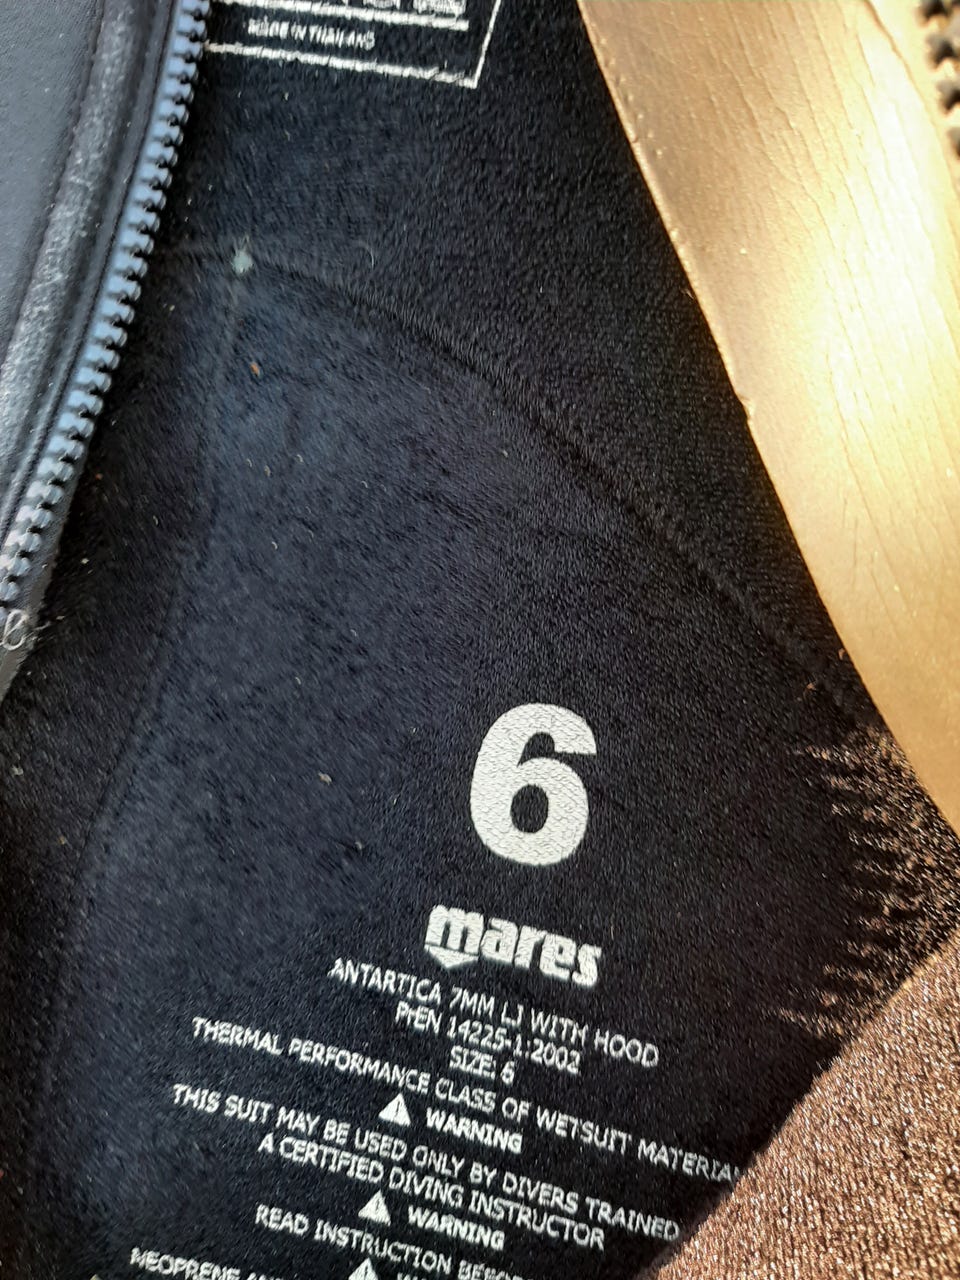 MADE IN THAILAND
6
mares
ANTARTICA 7MM LJ WITH HOOD
PrEN 14225-1:2002
SIZE: 6
THERMAL PERFORMANCE CLASS OF WETSUIT MATERIAL
WARNING
THIS SUIT MAY BE USED ONLY BY DIVERS TRAINED
A CERTIFIED DIVING INSTRUCTOR
WARNING
READ INSTRUCTION BEFORE
NEOPRENE